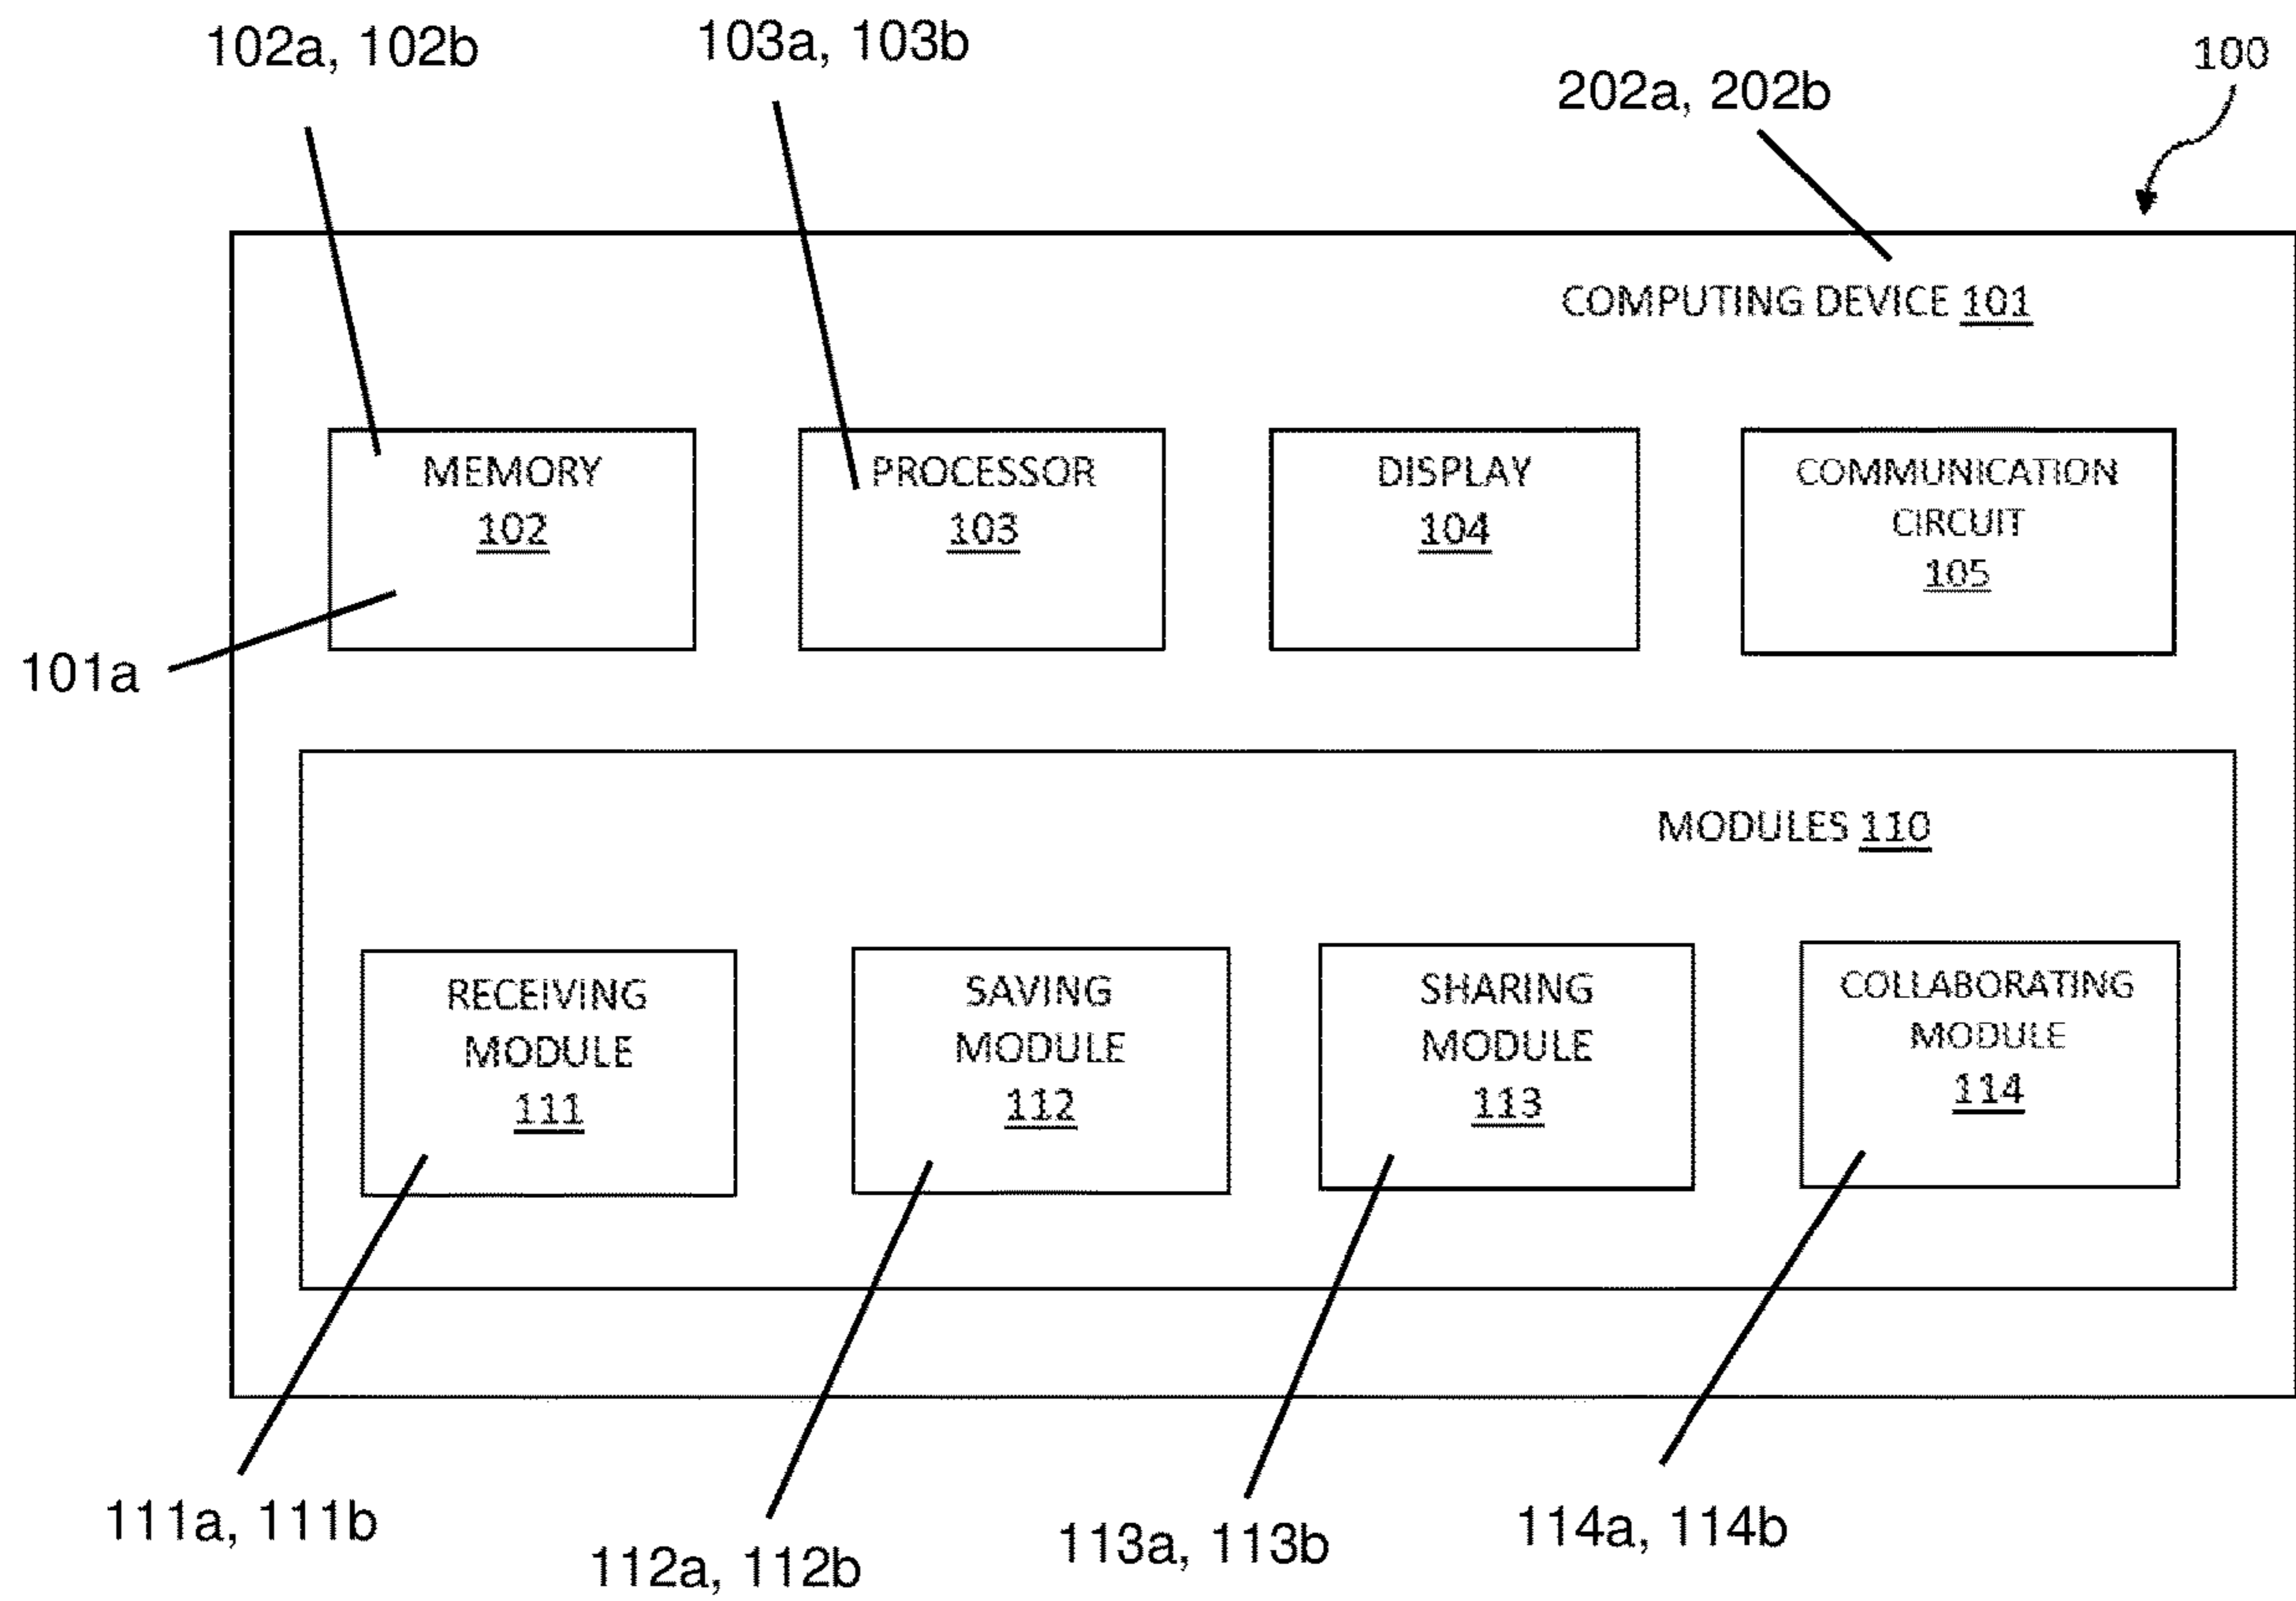 102a, 102b
103a, 103b
202a, 202b
100
COMPUTING DEVICE 101
MEMORY
102
PROCESSOR
103
DISPLAY
104
COMMUNICATION
CIRCUIT
105
101a
MODULES 110
RECEIVING
MODULE
111
SAVING
MODULE
112
SHARING
MODULE
113
COLLABORATING
MODULE
114
111a, 111b
112a, 112b
113a, 113b
114a, 114b